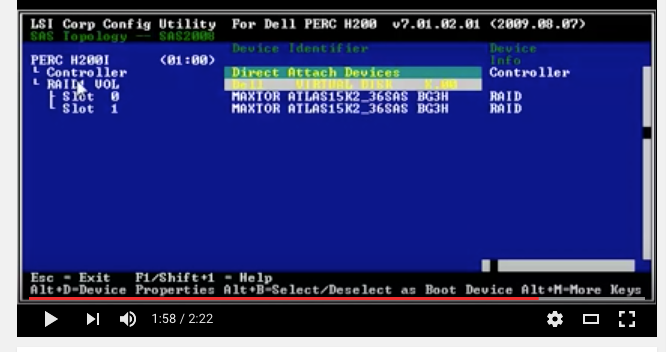 LSI Corp Config Utility For Dell PERC H200 v7.01.02.01 (2009.08.07)
SAS Topology -- SAS2008
Device Identifier Device
Info
PERC H200I (01:00)
Controller Direct Attach Devices Controller
RAID VOL Dell VIRTUAL DISK
Slot 0 MAXTOR ATLAS15K2_36SAS BG3H RAID
Slot 1 MAXTOR ATLAS15K2_36SAS BG3H RAID
Esc = Exit F1/Shift+1 = Help
Alt+D=Device Properties Alt+B=Select/Deselect as Boot Device Alt+M=More Keys
1:58 / 2:22